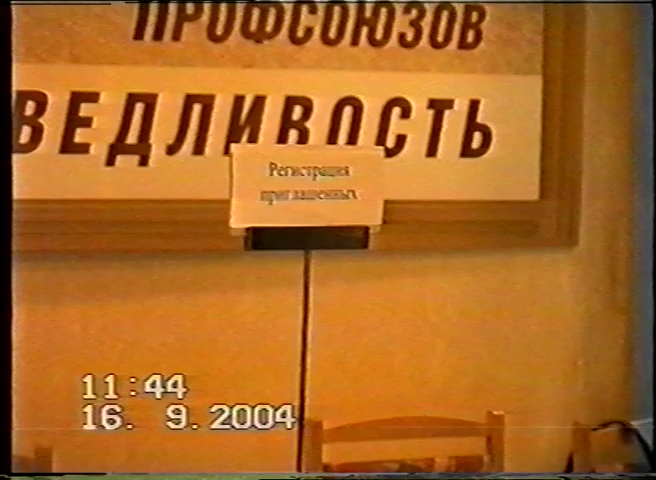 ПРОФСОЮЗОВ
ВЕДЛИВОСТЬ
Регистрация
приглашенных
11:44
16. 9.2004